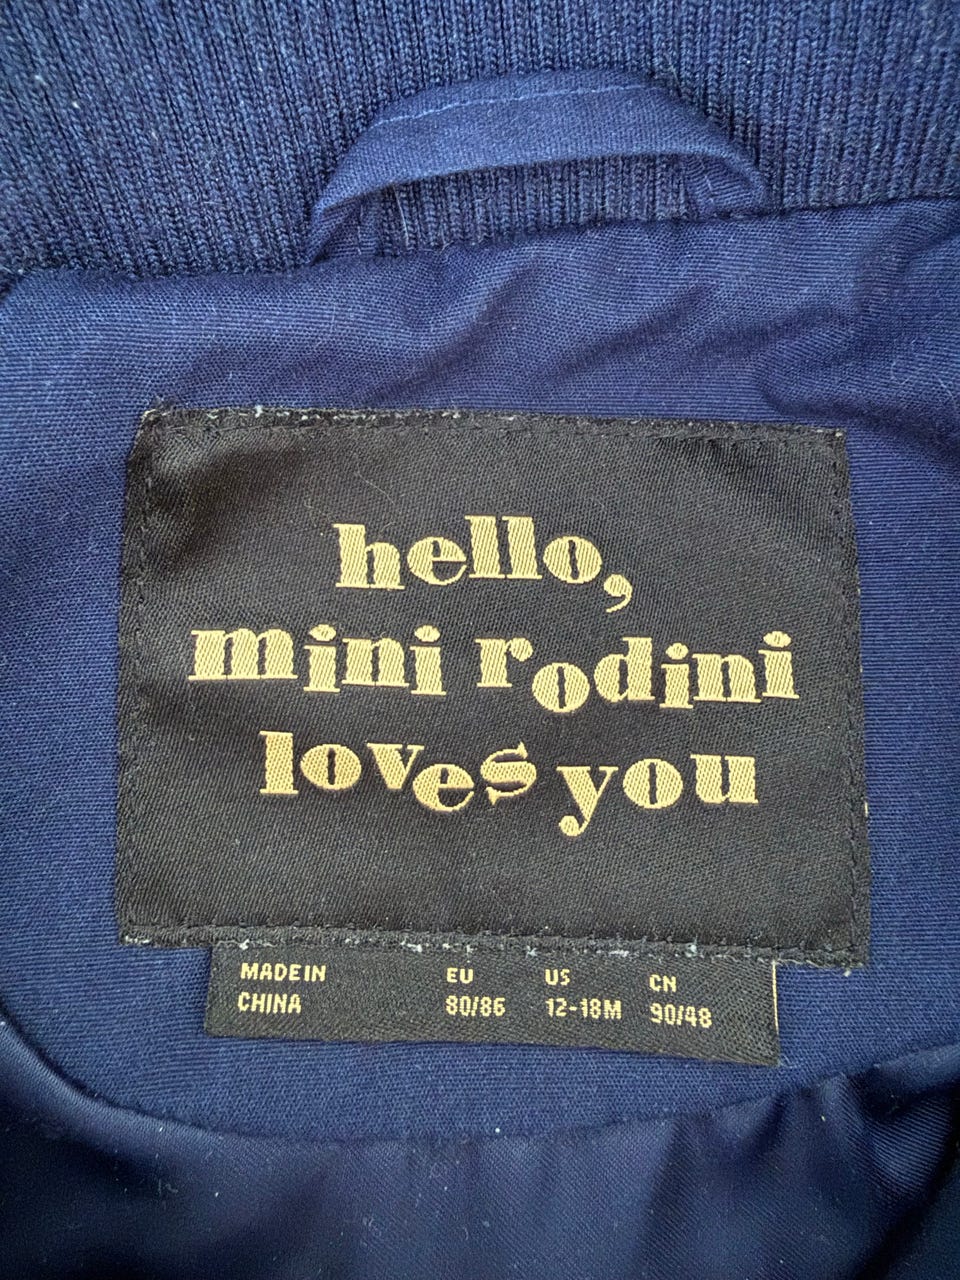 hello,
mini rodini
loves you
MADE IN EU US CN
CHINA 80/86 12-18M 90/48